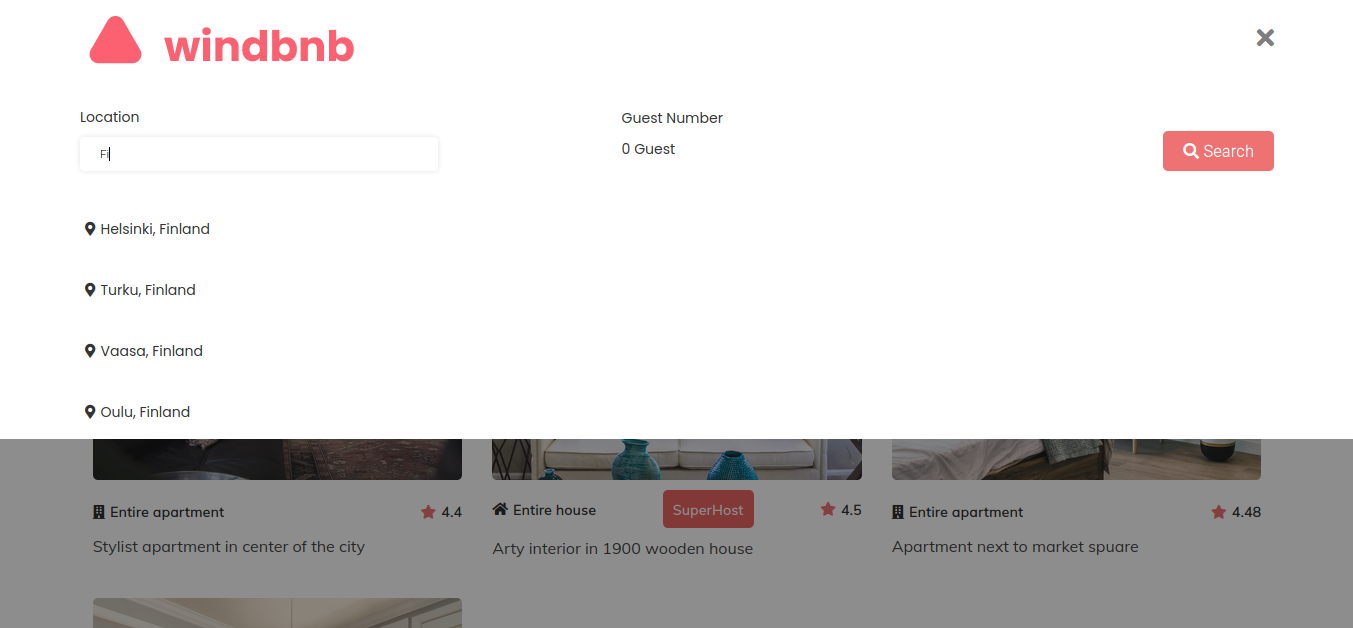 windbnb
Location
Guest Number
Fi
0 Guest
Search
Helsinki, Finland
Turku, Finland
Vaasa, Finland
Oulu, Finland
Entire apartment
4.4
Entire house
SuperHost
4.5
Entire apartment
4.48
Stylist apartment in center of the city
Arty interior in 1900 wooden house
Apartment next to market spuare